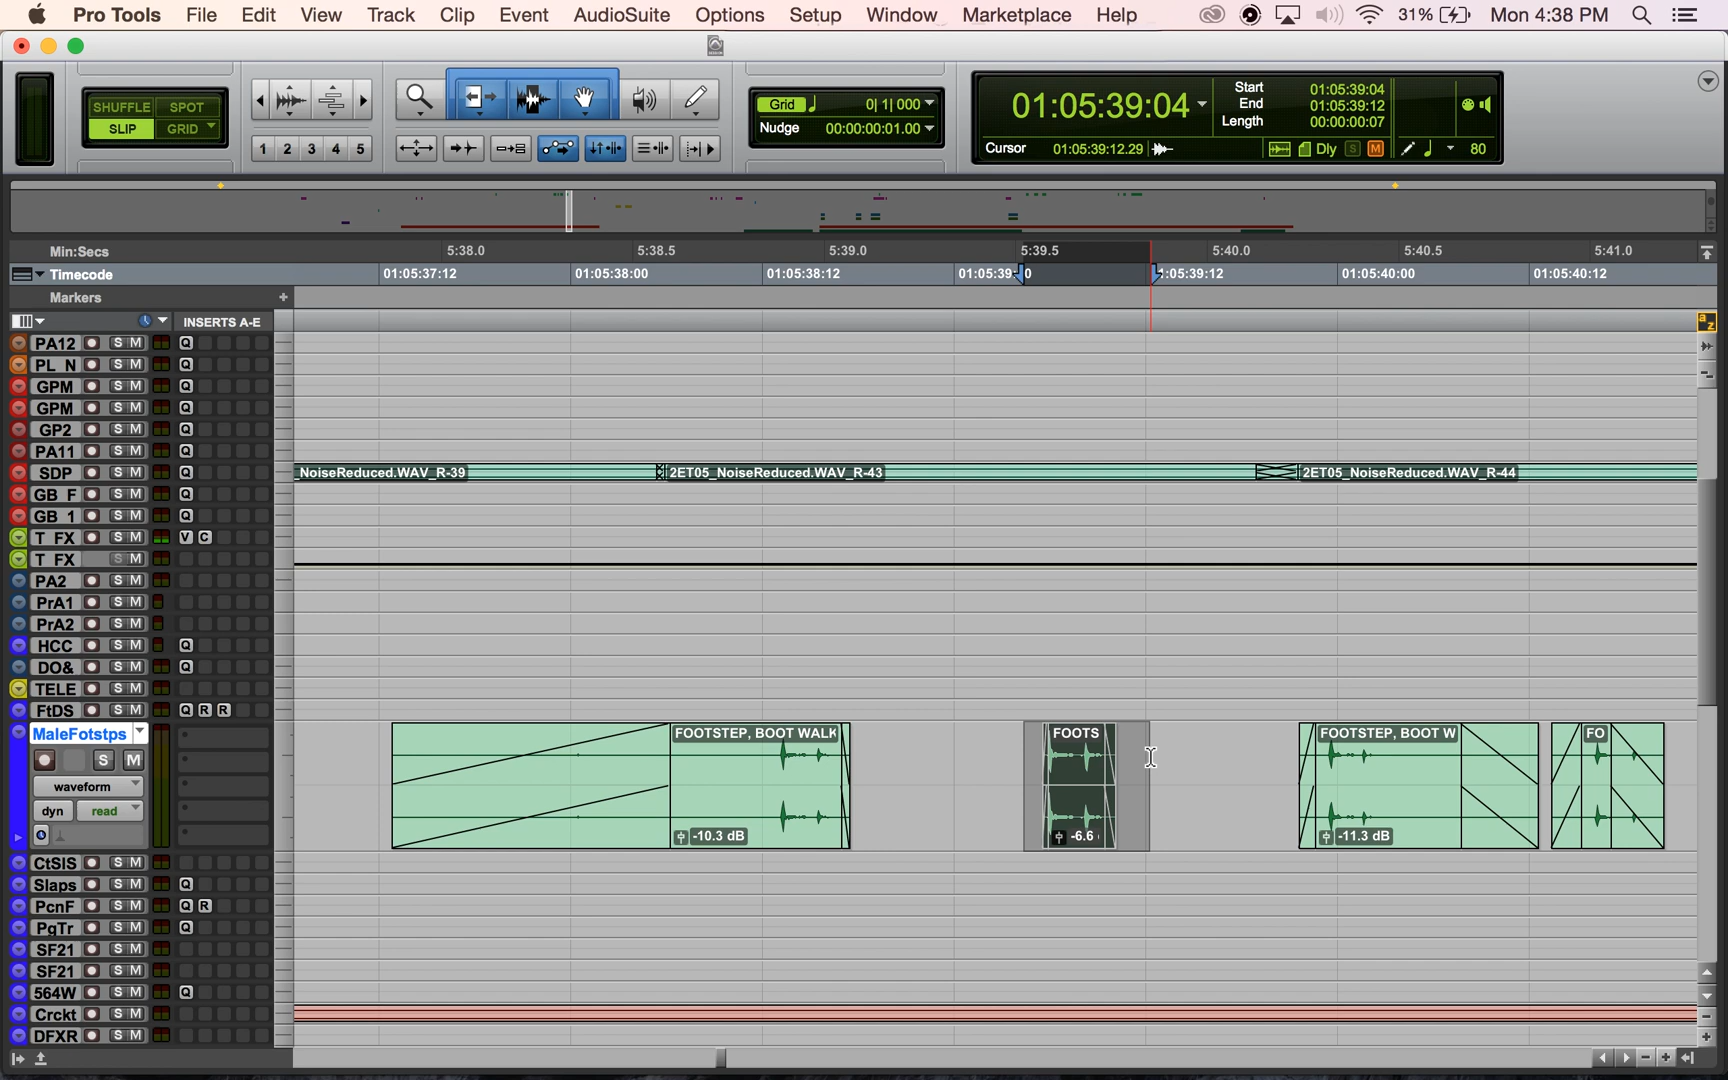 Pro Tools File Edit View Track Clip Event AudioSuite Options Setup Window Marketplace Help 31% Mon 4:38 PM
SHUFFLE SPOT
SLIP GRID
1 2 3 4 5
Grid 0| 1| 000
Nudge 00:00:00:01.00
01:05:39:04
Start 01:05:39:04
End 01:05:39:12
Length 00:00:00:07
Cursor 01:05:39:12.29 Dly S M 80
Min:Secs 5:38.0 5:38.5 5:39.0 5:39.5 5:40.0 5:40.5 5:41.0
Timecode 01:05:37:12 01:05:38:00 01:05:38:12 01:05:39: 0 :05:39:12 01:05:40:00 01:05:40:12
Markers +
INSERTS A-E
a z
PA12 S M Q
PL N S M Q
GPM S M Q
GPM S M Q
GP2 S M Q
PA11 S M Q
SDP S M Q _NoiseReduced.WAV_R-39 2ET05_NoiseReduced.WAV_R-43 2ET05_NoiseReduced.WAV_R-44
GB F S M Q
GB 1 S M Q
T FX S M V C
T FX S M
PA2 S M
PrA1 S M
PrA2 S M
HCC S M Q
DO& S M Q
TELE S M
FtDS S M Q R R
MaleFotstps FOOTSTEP, BOOT WALK FOOTS FOOTSTEP, BOOT W FO
S M
waveform
dyn read
-10.3 dB -6.6 -11.3 dB
CtSIS S M
Slaps S M Q
PcnF S M Q R
PgTr S M Q
SF21 S M
SF21 S M
564W S M Q
Crckt S M
DFXR S M